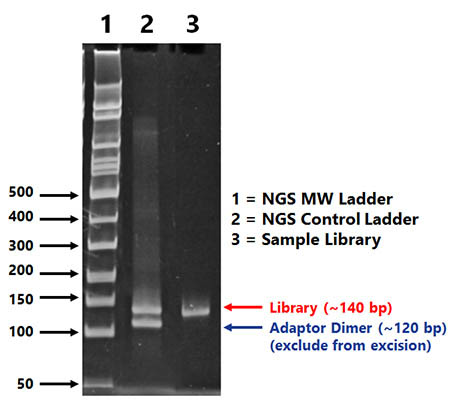 1 2 3
500
400
300
200
150
100
50
1 = NGS MW Ladder
2 = NGS Control Ladder
3 = Sample Library
Library (~140 bp)
Adaptor Dimer (~120 bp)
(exclude from excision)